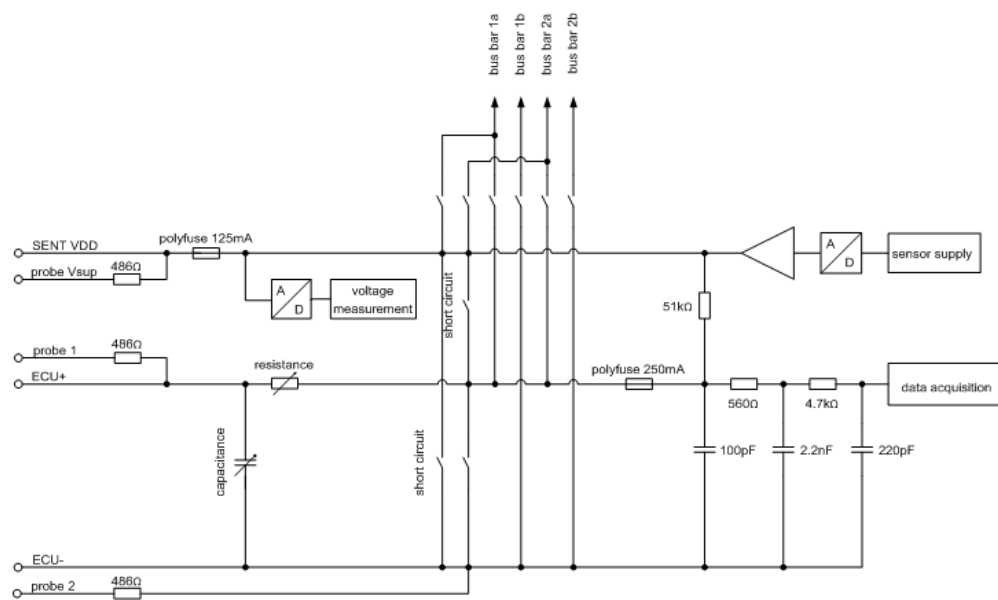 bus bar 1a
bus bar 1b
bus bar 2a
bus bar 2b
SENT VDD
polyfuse 125mA
probe Vsup
486Ω
A
D
voltage
measurement
short circuit
A
D
sensor supply
51kΩ
probe 1
486Ω
ECU+
resistance
polyfuse 250mA
560Ω
4.7kΩ
data acquisition
capacitance
short circuit
100pF
2.2nF
220pF
ECU-
probe 2
486Ω